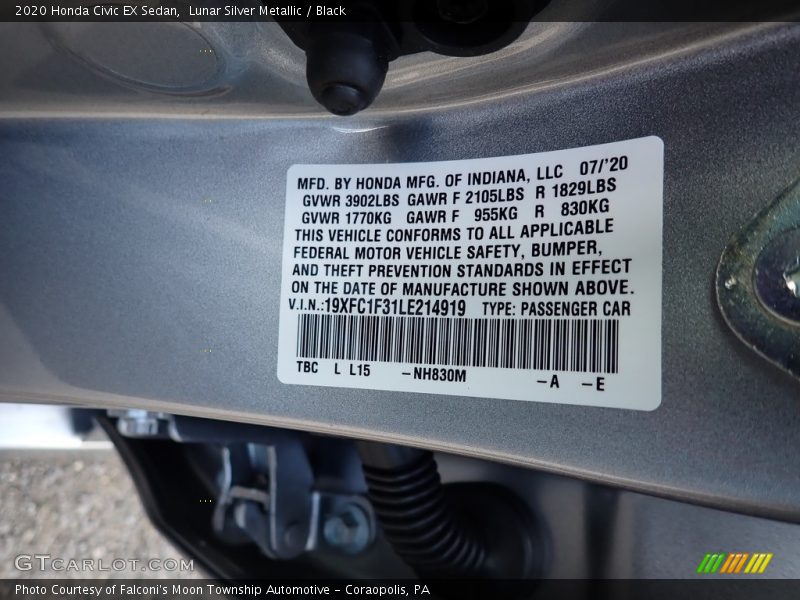 2020 Honda Civic EX Sedan,  Lunar Silver Metallic / Black
MFD. BY HONDA MFG. OF INDIANA, LLC 07/'20
GVWR 3902LBS GAWR F 2105LBS R 1829LBS
GVWR 1770KG GAWR F 955KG R 830KG
THIS VEHICLE CONFORMS TO ALL APPLICABLE
FEDERAL MOTOR VEHICLE SAFETY, BUMPER,
AND THEFT PREVENTION STANDARDS IN EFFECT
ON THE DATE OF MANUFACTURE SHOWN ABOVE.
V.I.N.:19XFC1F31LE214919 TYPE: PASSENGER CAR
TBC L L15 -NH830M -A -E
GTCarLot.com
Photo Courtesy of Falconi's Moon Township Automotive - Coraopolis, PA